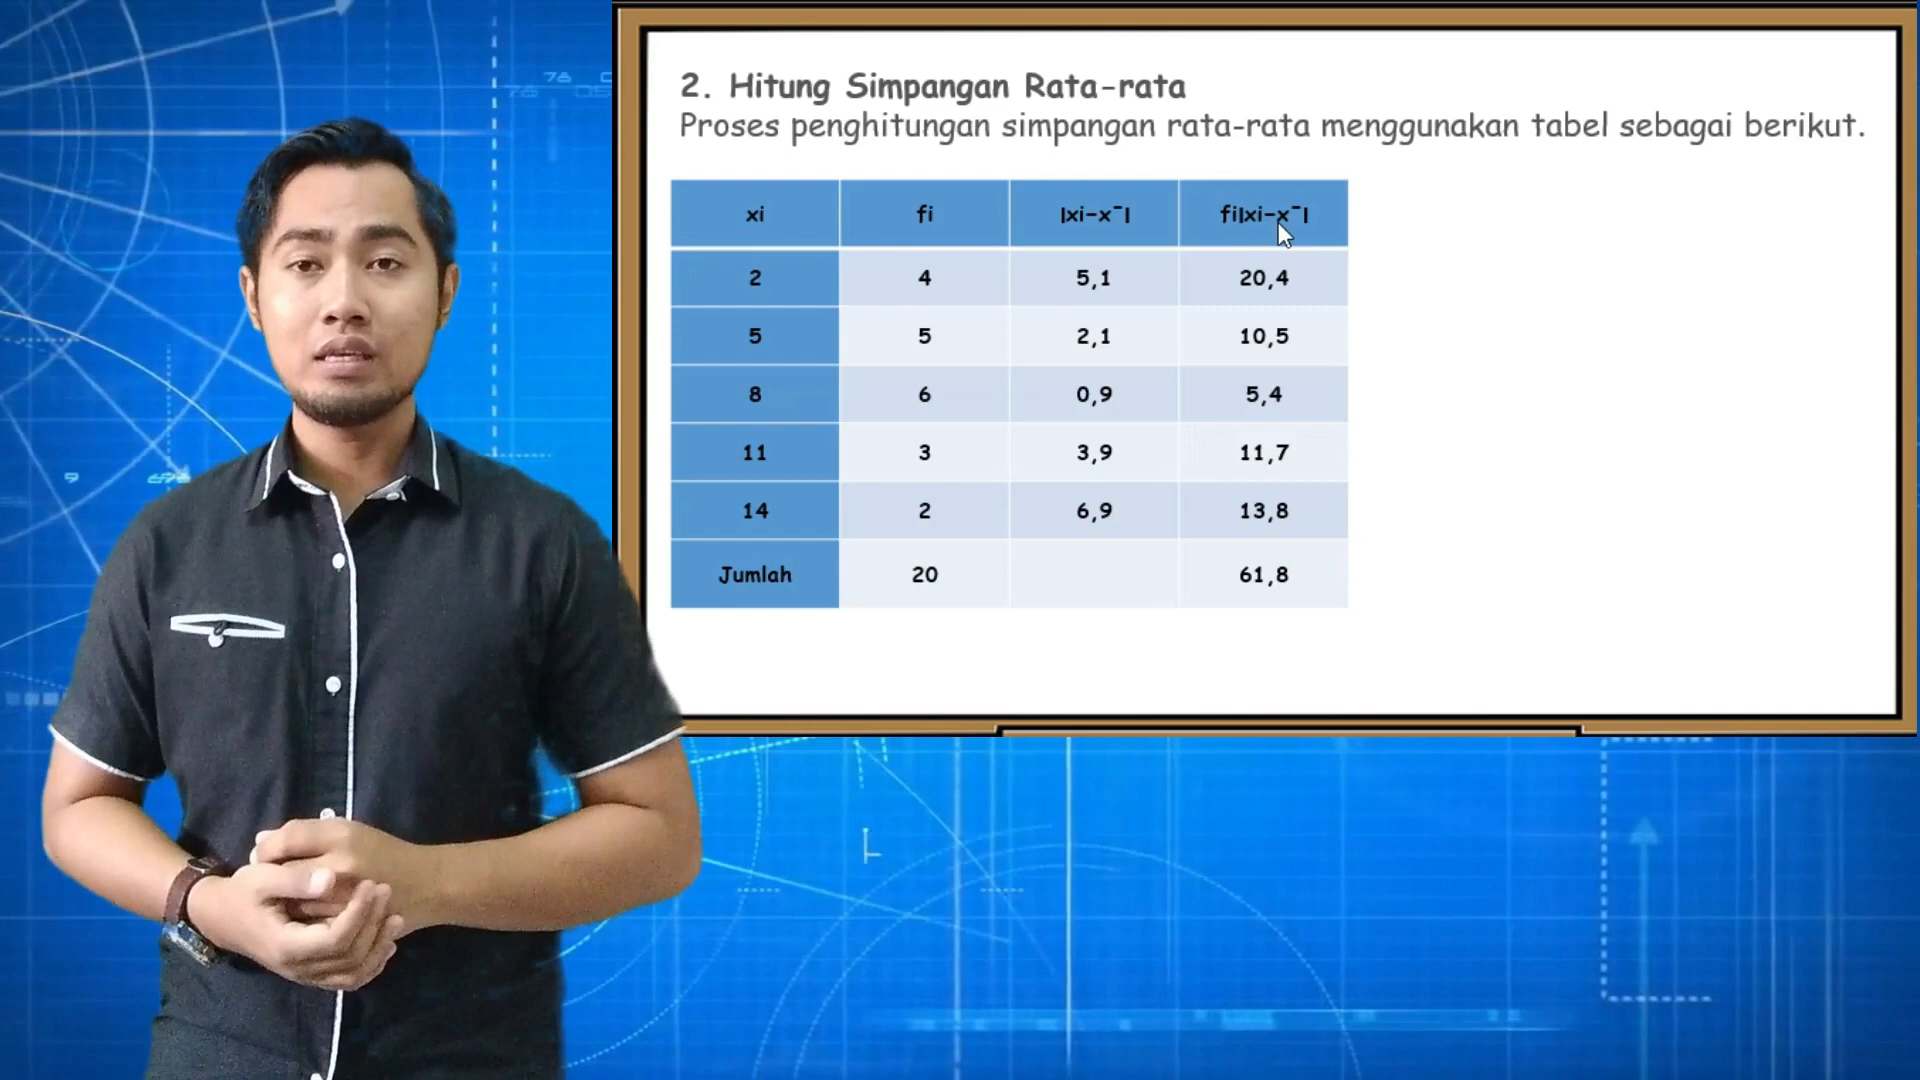 2. Hitung Simpangan Rata-rata
Proses penghitungan simpangan rata-rata menggunakan tabel sebagai berikut.
xi fi |xi-x¯| fi|xi-x¯|
2 4 5,1 20,4
5 5 2,1 10,5
8 6 0,9 5,4
11 3 3,9 11,7
14 2 6,9 13,8
Jumlah 20 61,8